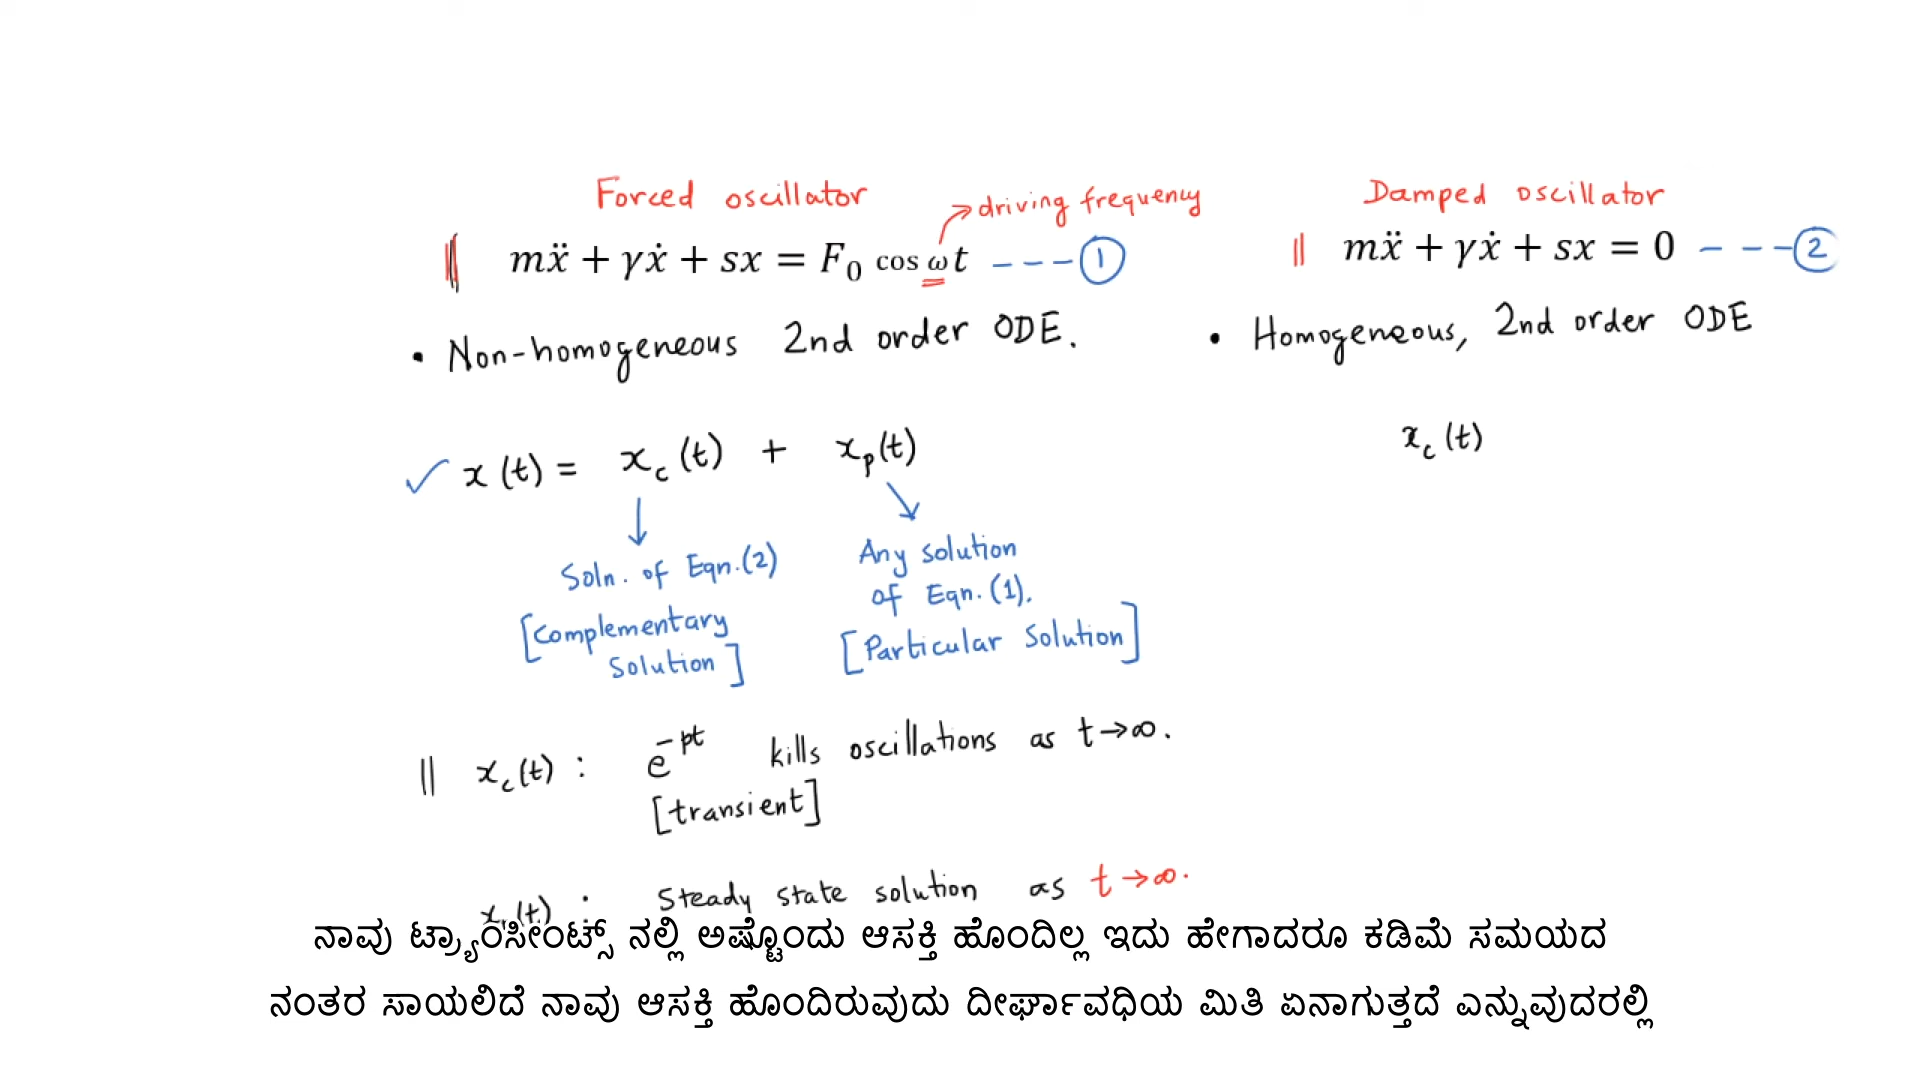 Forced oscillator
driving frequency
Damped oscillator
mẍ + γẋ + sx = F₀ cos ωt ---①
mẍ + γẋ + sx = 0 ---②
• Non-homogeneous 2nd order ODE.
• Homogeneous, 2nd order ODE
✓ x(t) = x_c(t) + x_p(t)
x_c(t)
Soln. of Eqn.(2)
[Complementary
Solution]
Any solution
of Eqn. (1).
[Particular Solution]
|| x_c(t) : e^{-pt} kills oscillations as t→∞.
[transient]
(t) : Steady state solution as t→∞.
ನಾವು ಟ್ರ್ಯಾಂಸೀಂಟ್ಸ್ ನಲ್ಲಿ ಅಷ್ಟೊಂದು ಆಸಕ್ತಿ ಹೊಂದಿಲ್ಲ ಇದು ಹೇಗಾದರೂ ಕಡಿಮೆ ಸಮಯದ
ನಂತರ ಸಾಯಲಿದೆ ನಾವು ಆಸಕ್ತಿ ಹೊಂದಿರುವುದು ದೀರ್ಘಾವಧಿಯ ಮಿತಿ ಏನಾಗುತ್ತದೆ ಎನ್ನುವುದರಲ್ಲಿ